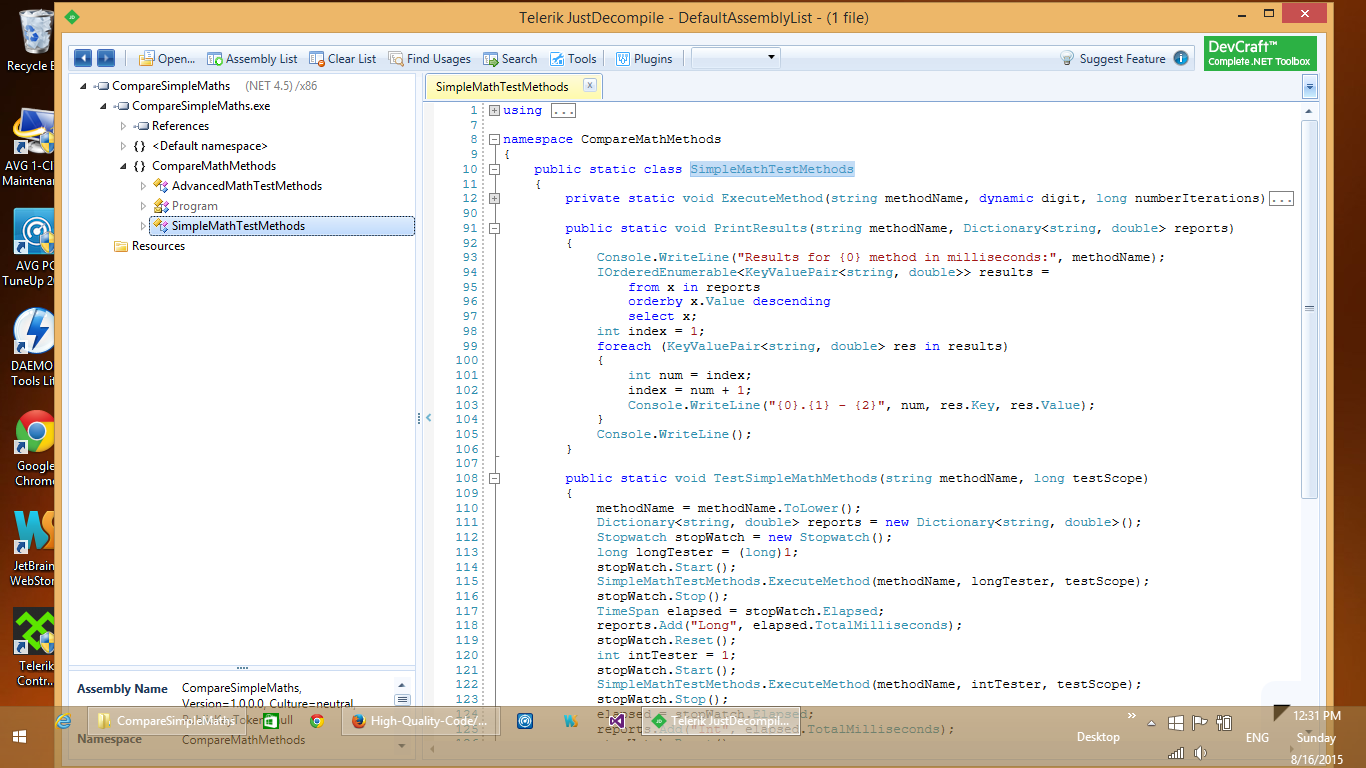 Telerik JustDecompile - DefaultAssemblyList - (1 file)
Recycle
AVG 1-Cl
Maintenan
AVG PC
TuneUp 20
DAEMO
Tools Lit
Google
Chrome
JetBrain
WebStor
Telerik
Contr...
Open... Assembly List Clear List Find Usages Search Tools Plugins Suggest Feature
DevCraft™
Complete .NET Toolbox
CompareSimpleMaths (NET 4.5) /x86
CompareSimpleMaths.exe
References
{} <Default namespace>
{} CompareMathMethods
AdvancedMathTestMethods
Program
SimpleMathTestMethods
Resources
SimpleMathTestMethods x
1 using ...
7
8 namespace CompareMathMethods
9 {
10 public static class SimpleMathTestMethods
11 {
12 private static void ExecuteMethod(string methodName, dynamic digit, long numberIterations)...
90
91 public static void PrintResults(string methodName, Dictionary<string, double> reports)
92 {
93 Console.WriteLine("Results for {0} method in milliseconds:", methodName);
94 IOrderedEnumerable<KeyValuePair<string, double>> results =
95 from x in reports
96 orderby x.Value descending
97 select x;
98 int index = 1;
99 foreach (KeyValuePair<string, double> res in results)
100 {
101 int num = index;
102 index = num + 1;
103 Console.WriteLine("{0}.{1} - {2}", num, res.Key, res.Value);
104 }
105 Console.WriteLine();
106 }
107
108 public static void TestSimpleMathMethods(string methodName, long testScope)
109 {
110 methodName = methodName.ToLower();
111 Dictionary<string, double> reports = new Dictionary<string, double>();
112 Stopwatch stopWatch = new Stopwatch();
113 long longTester = (long)1;
114 stopWatch.Start();
115 SimpleMathTestMethods.ExecuteMethod(methodName, longTester, testScope);
116 stopWatch.Stop();
117 TimeSpan elapsed = stopWatch.Elapsed;
118 reports.Add("Long", elapsed.TotalMilliseconds);
119 stopWatch.Reset();
120 int intTester = 1;
121 stopWatch.Start();
122 SimpleMathTestMethods.ExecuteMethod(methodName, intTester, testScope);
123 stopWatch.Stop();
124 elapsed = stopWatch.Elapsed;
125 reports.Add("Int", elapsed.TotalMilliseconds);
Assembly Name CompareSimpleMaths,
Version=1.0.0.0, Culture=neutral,
Namespace CompareMathMethods
CompareSimpleMaths
High-Quality-Code/...
Telerik JustDecompil...
Desktop
ENG
12:31 PM
Sunday
8/16/2015